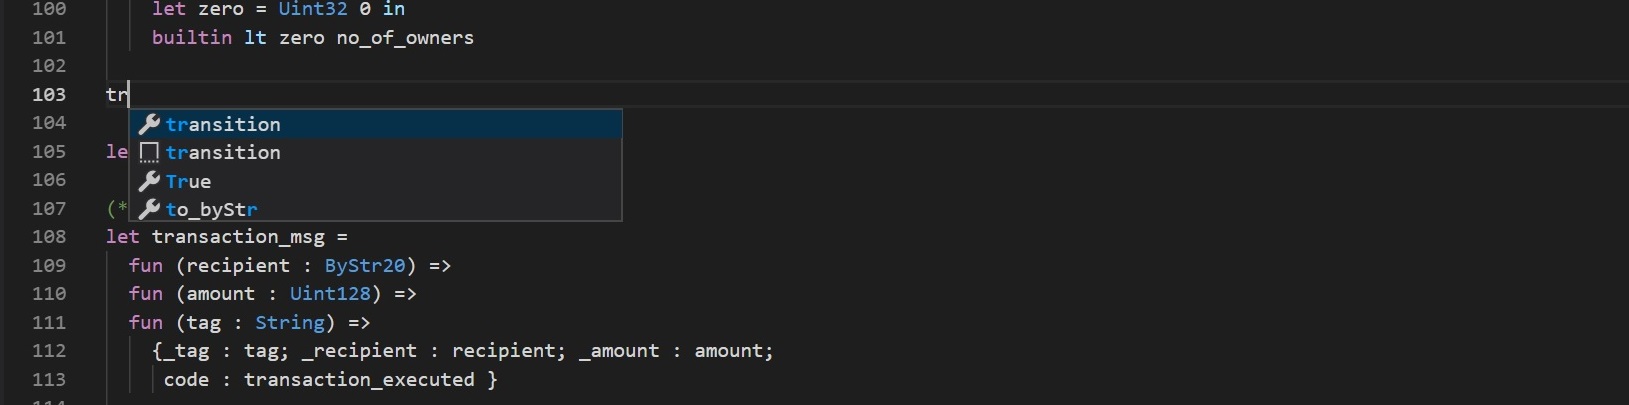 100 let zero = Uint32 0 in
101 builtin lt zero no_of_owners
102
103 tr
transition
104
transition
105 le
True
106
to_byStr
107 (*
108 let transaction_msg =
109 fun (recipient : ByStr20) =>
110 fun (amount : Uint128) =>
111 fun (tag : String) =>
112 {_tag : tag; _recipient : recipient; _amount : amount;
113 code : transaction_executed }